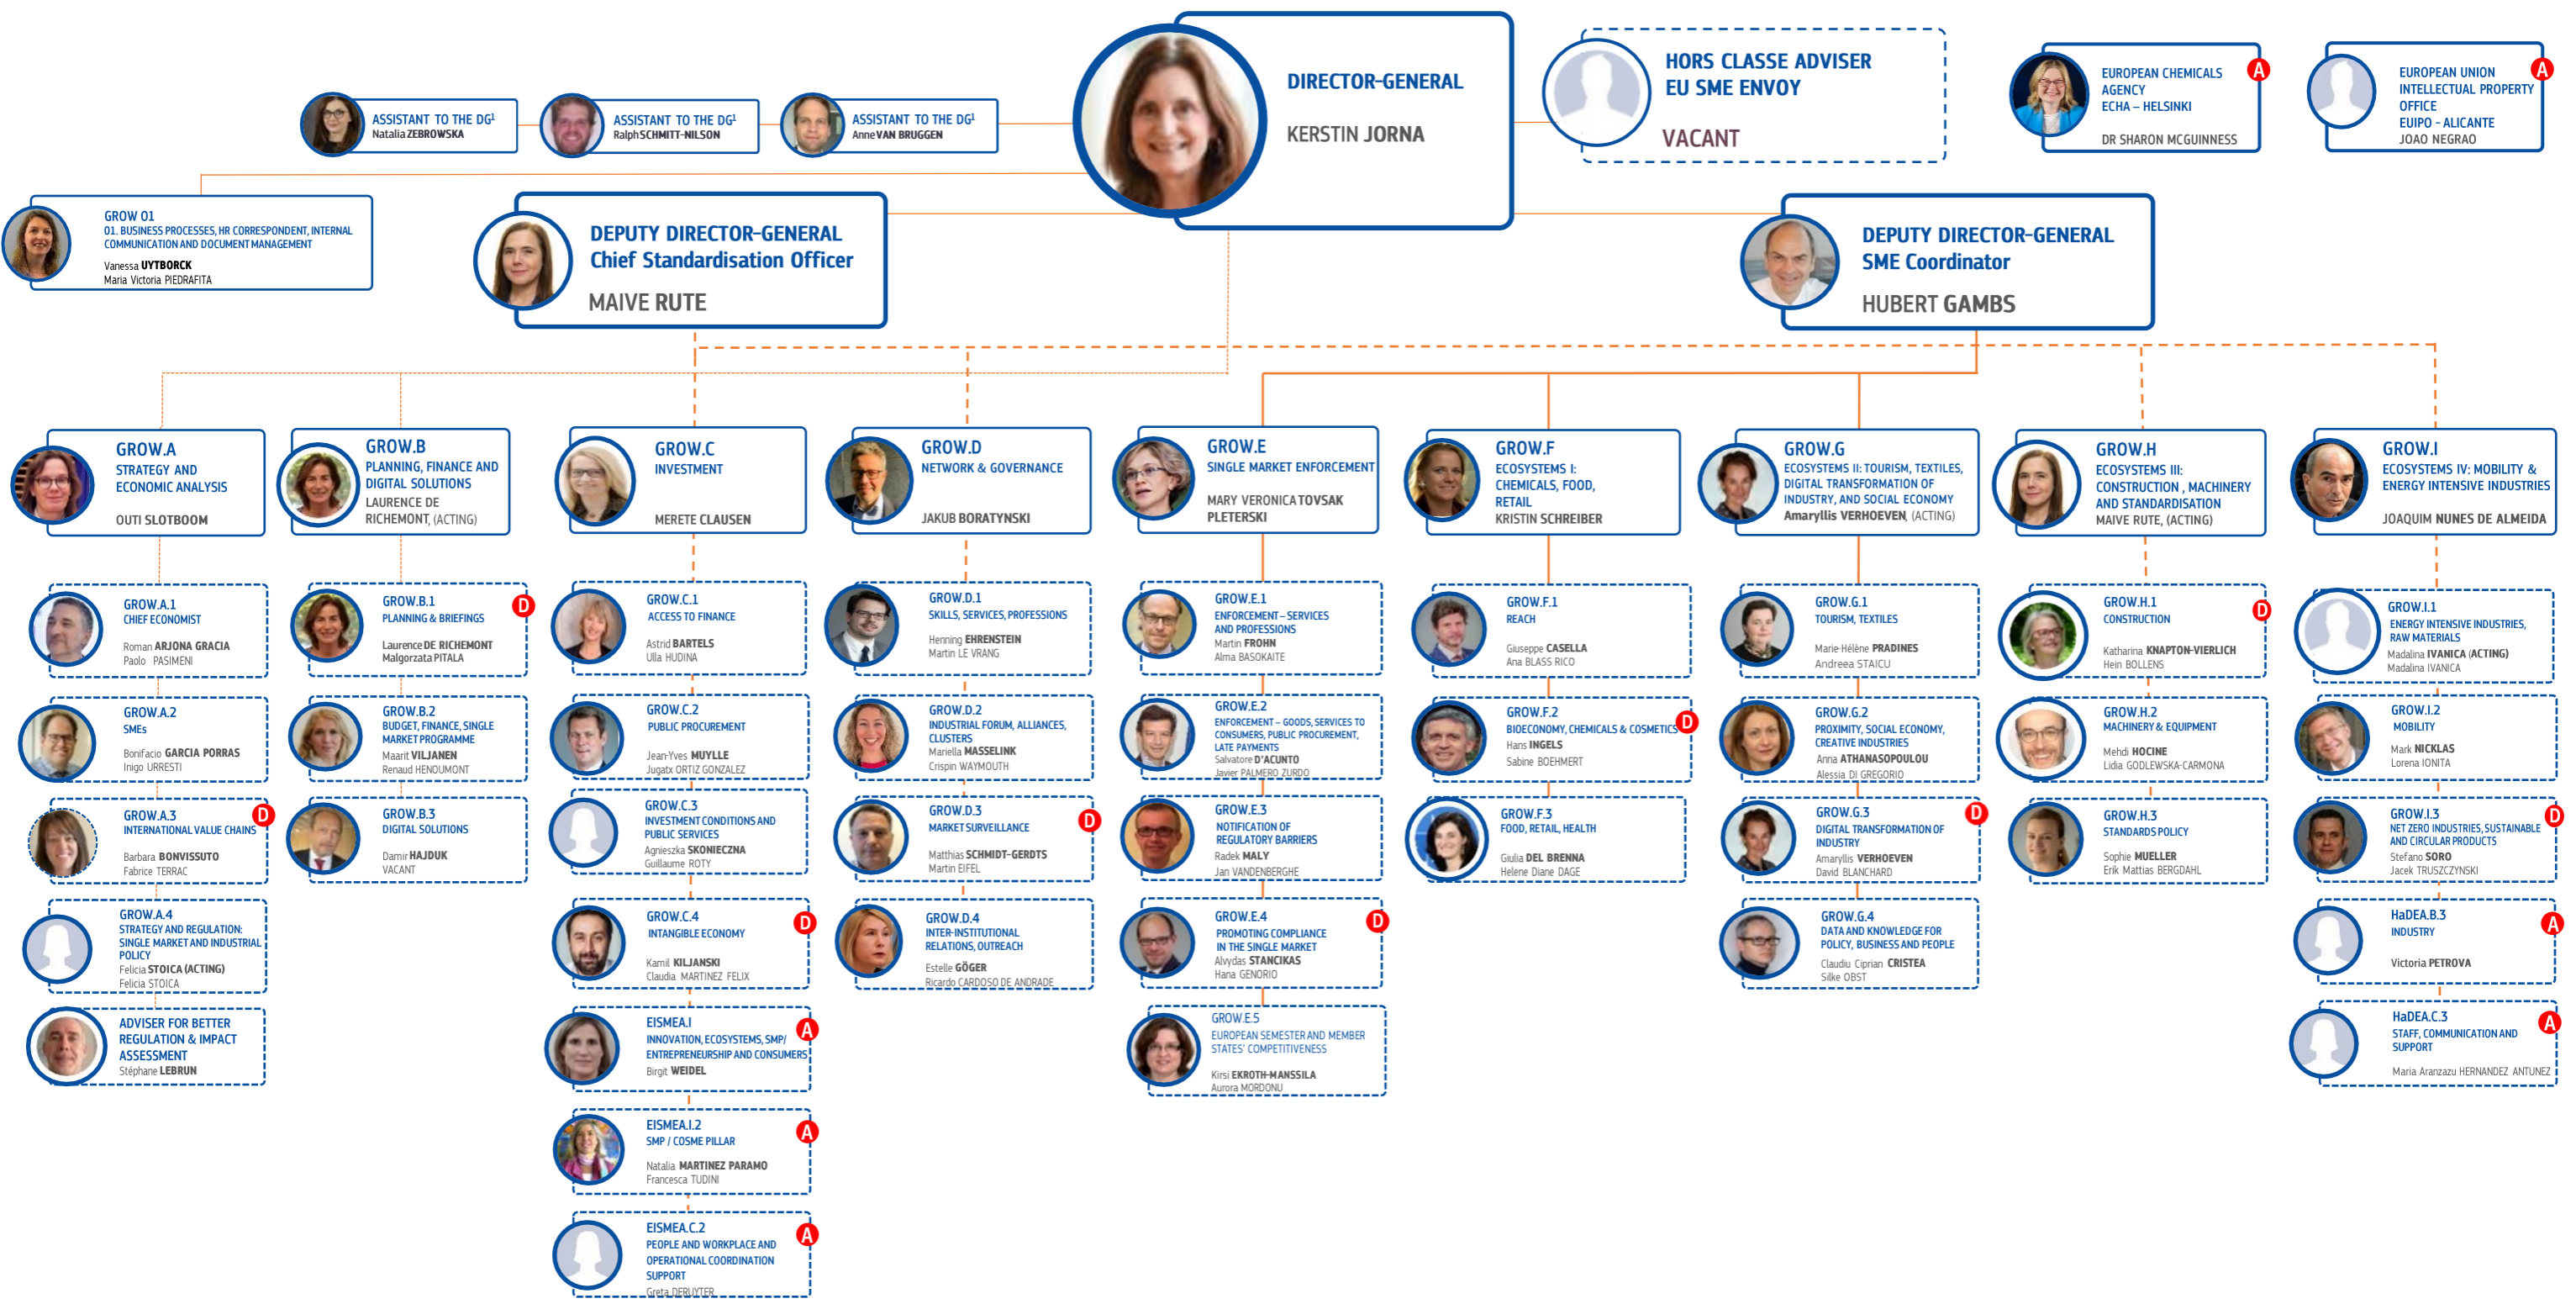 DIRECTOR-GENERAL
KERSTIN JORNA
HORS CLASSE ADVISER
EU SME ENVOY
VACANT
EUROPEAN CHEMICALS
AGENCY
ECHA – HELSINKI
DR SHARON MCGUINNESS
A
EUROPEAN UNION
INTELLECTUAL PROPERTY
OFFICE
EUIPO - ALICANTE
JOAO NEGRAO
A
ASSISTANT TO THE DG¹
Natalia ZEBROWSKA
ASSISTANT TO THE DG¹
Ralph SCHMITT-NILSON
ASSISTANT TO THE DG¹
Anne VAN BRUGGEN
GROW 01
01. BUSINESS PROCESSES, HR CORRESPONDENT, INTERNAL
COMMUNICATION AND DOCUMENT MANAGEMENT
Vanessa UYTBORCK
Maria Victoria PIEDRAFITA
DEPUTY DIRECTOR-GENERAL
Chief Standardisation Officer
MAIVE RUTE
DEPUTY DIRECTOR-GENERAL
SME Coordinator
HUBERT GAMBS
GROW.A
STRATEGY AND
ECONOMIC ANALYSIS
OUTI SLOTBOOM
GROW.B
PLANNING, FINANCE AND
DIGITAL SOLUTIONS
LAURENCE DE
RICHEMONT, (ACTING)
GROW.C
INVESTMENT
MERETE CLAUSEN
GROW.D
NETWORK & GOVERNANCE
JAKUB BORATYNSKI
GROW.E
SINGLE MARKET ENFORCEMENT
MARY VERONICA TOVSAK
PLETERSKI
GROW.F
ECOSYSTEMS I:
CHEMICALS, FOOD,
RETAIL
KRISTIN SCHREIBER
GROW.G
ECOSYSTEMS II: TOURISM, TEXTILES,
DIGITAL TRANSFORMATION OF
INDUSTRY, AND SOCIAL ECONOMY
Amaryllis VERHOEVEN, (ACTING)
GROW.H
ECOSYSTEMS III:
CONSTRUCTION , MACHINERY
AND STANDARDISATION
MAIVE RUTE, (ACTING)
GROW.I
ECOSYSTEMS IV: MOBILITY &
ENERGY INTENSIVE INDUSTRIES
JOAQUIM NUNES DE ALMEIDA
GROW.A.1
CHIEF ECONOMIST
Roman ARJONA GRACIA
Paolo PASIMENI
GROW.A.2
SMEs
Bonifacio GARCIA PORRAS
Inigo URRESTI
GROW.A.3
INTERNATIONAL VALUE CHAINS
D
Barbara BONVISSUTO
Fabrice TERRAC
GROW.A.4
STRATEGY AND REGULATION:
SINGLE MARKET AND INDUSTRIAL
POLICY
Felicia STOICA (ACTING)
Felicia STOICA
ADVISER FOR BETTER
REGULATION & IMPACT
ASSESSMENT
Stéphane LEBRUN
GROW.B.1
PLANNING & BRIEFINGS
D
Laurence DE RICHEMONT
Malgorzata PITALA
GROW.B.2
BUDGET, FINANCE, SINGLE
MARKET PROGRAMME
Maarit VILJANEN
Renaud HENOUMONT
GROW.B.3
DIGITAL SOLUTIONS
Damir HAJDUK
VACANT
GROW.C.1
ACCESS TO FINANCE
Astrid BARTELS
Ulla HUDINA
GROW.C.2
PUBLIC PROCUREMENT
Jean-Yves MUYLLE
Jugatx ORTIZ GONZALEZ
GROW.C.3
INVESTMENT CONDITIONS AND
PUBLIC SERVICES
Agnieszka SKONIECZNA
Guillaume ROTY
GROW.C.4
INTANGIBLE ECONOMY
D
Kamil KILJANSKI
Claudia MARTINEZ FELIX
EISMEA.I
INNOVATION, ECOSYSTEMS, SMP/
ENTREPRENEURSHIP AND CONSUMERS
A
Birgit WEIDEL
EISMEA.I.2
SMP / COSME PILLAR
A
Natalia MARTINEZ PARAMO
Francesca TUDINI
EISMEA.C.2
PEOPLE AND WORKPLACE AND
OPERATIONAL COORDINATION
SUPPORT
A
Greta DERUYTER
GROW.D.1
SKILLS, SERVICES, PROFESSIONS
Henning EHRENSTEIN
Martin LE VRANG
GROW.D.2
INDUSTRIAL FORUM, ALLIANCES,
CLUSTERS
Mariella MASSELINK
Crispin WAYMOUTH
GROW.D.3
MARKET SURVEILLANCE
D
Matthias SCHMIDT-GERDTS
Martin EIFEL
GROW.D.4
INTER-INSTITUTIONAL
RELATIONS, OUTREACH
Estelle GÖGER
Ricardo CARDOSO DE ANDRADE
GROW.E.1
ENFORCEMENT – SERVICES
AND PROFESSIONS
Martin FROHN
Alma BASOKAITE
GROW.E.2
ENFORCEMENT – GOODS, SERVICES TO
CONSUMERS, PUBLIC PROCUREMENT,
LATE PAYMENTS
Salvatore D'ACUNTO
Javier PALMERO ZURDO
GROW.E.3
NOTIFICATION OF
REGULATORY BARRIERS
Radek MALY
Jan VANDENBERGHE
GROW.E.4
PROMOTING COMPLIANCE
IN THE SINGLE MARKET
D
Alvydas STANCIKAS
Hana GENORIO
GROW.E.5
EUROPEAN SEMESTER AND MEMBER
STATES' COMPETITIVENESS
Kirsi EKROTH-MANSSILA
Aurora MORDONU
GROW.F.1
REACH
Giuseppe CASELLA
Ana BLASS RICO
GROW.F.2
BIOECONOMY, CHEMICALS & COSMETICS
D
Hans INGELS
Sabine BOEHMERT
GROW.F.3
FOOD, RETAIL, HEALTH
Giulia DEL BRENNA
Helene Diane DAGE
GROW.G.1
TOURISM, TEXTILES
Marie-Hélène PRADINES
Andreea STAICU
GROW.G.2
PROXIMITY, SOCIAL ECONOMY,
CREATIVE INDUSTRIES
Anna ATHANASOPOULOU
Alessia DI GREGORIO
GROW.G.3
DIGITAL TRANSFORMATION OF
INDUSTRY
D
Amaryllis VERHOEVEN
David BLANCHARD
GROW.G.4
DATA AND KNOWLEDGE FOR
POLICY, BUSINESS AND PEOPLE
Claudiu Ciprian CRISTEA
Silke OBST
GROW.H.1
CONSTRUCTION
D
Katharina KNAPTON-VIERLICH
Hein BOLLENS
GROW.H.2
MACHINERY & EQUIPMENT
Mehdi HOCINE
Lidia GODLEWSKA-CARMONA
GROW.H.3
STANDARDS POLICY
Sophie MUELLER
Erik Mattias BERGDAHL
GROW.I.1
ENERGY INTENSIVE INDUSTRIES,
RAW MATERIALS
Madalina IVANICA (ACTING)
Madalina IVANICA
GROW.I.2
MOBILITY
Mark NICKLAS
Lorena IONITA
GROW.I.3
NET ZERO INDUSTRIES, SUSTAINABLE
AND CIRCULAR PRODUCTS
D
Stefano SORO
Jacek TRUSZCZYNSKI
HaDEA.B.3
INDUSTRY
A
Victoria PETROVA
HaDEA.C.3
STAFF, COMMUNICATION AND
SUPPORT
A
Maria Aranzazu HERNANDEZ ANTUNEZ